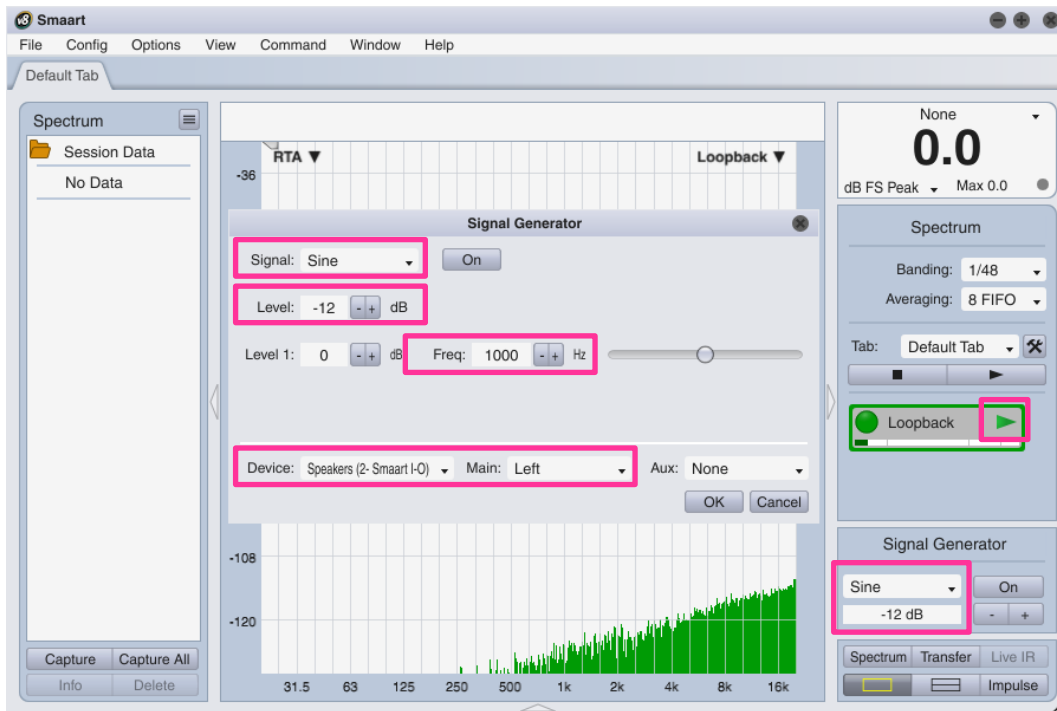 v8 Smaart
File Config Options View Command Window Help
Default Tab
Spectrum
Session Data
No Data
Capture Capture All
Info Delete
RTA ▼ Loopback ▼
-36
Signal Generator
Signal: Sine On
Level: -12 - + dB
Level 1: 0 - + dB Freq: 1000 - + Hz
Device: Speakers (2- Smaart I-O) Main: Left Aux: None
OK Cancel
-108
-120
31.5 63 125 250 500 1k 2k 4k 8k 16k
None
0.0
dB FS Peak Max 0.0
Spectrum
Banding: 1/48
Averaging: 8 FIFO
Tab: Default Tab
Loopback
Signal Generator
Sine On
-12 dB - +
Spectrum Transfer Live IR
Impulse